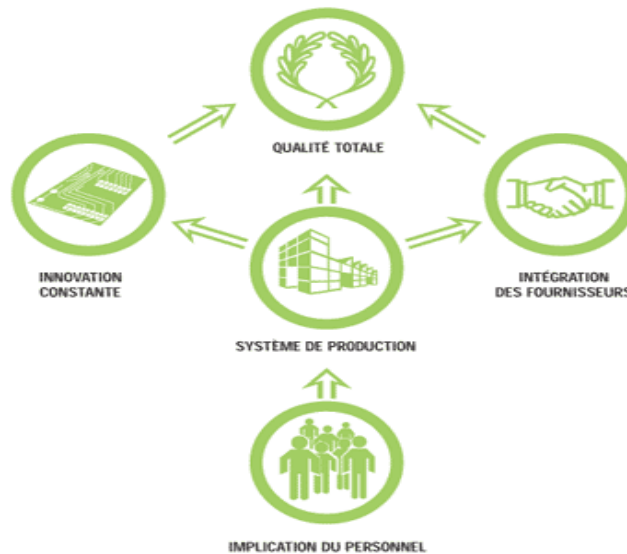 QUALITÉ TOTALE
INNOVATION
CONSTANTE
INTÉGRATION
DES FOURNISSEURS
SYSTÈME DE PRODUCTION
IMPLICATION DU PERSONNEL